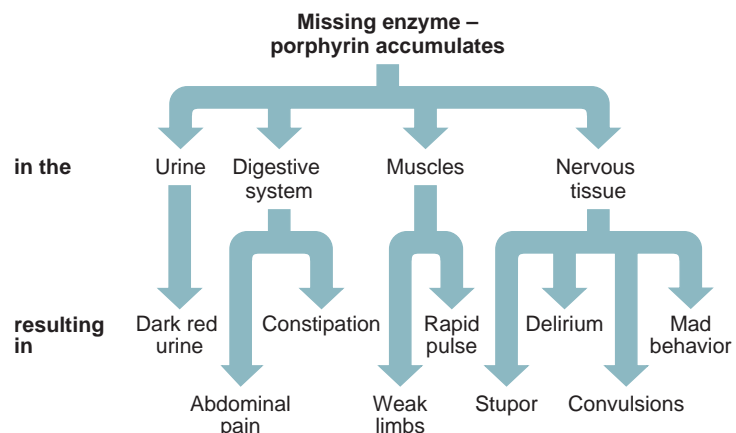 Missing enzyme –
porphyrin accumulates
in the
Urine
Digestive
system
Muscles
Nervous
tissue
resulting
in
Dark red
urine
Constipation
Rapid
pulse
Delirium
Mad
behavior
Abdominal
pain
Weak
limbs
Stupor
Convulsions